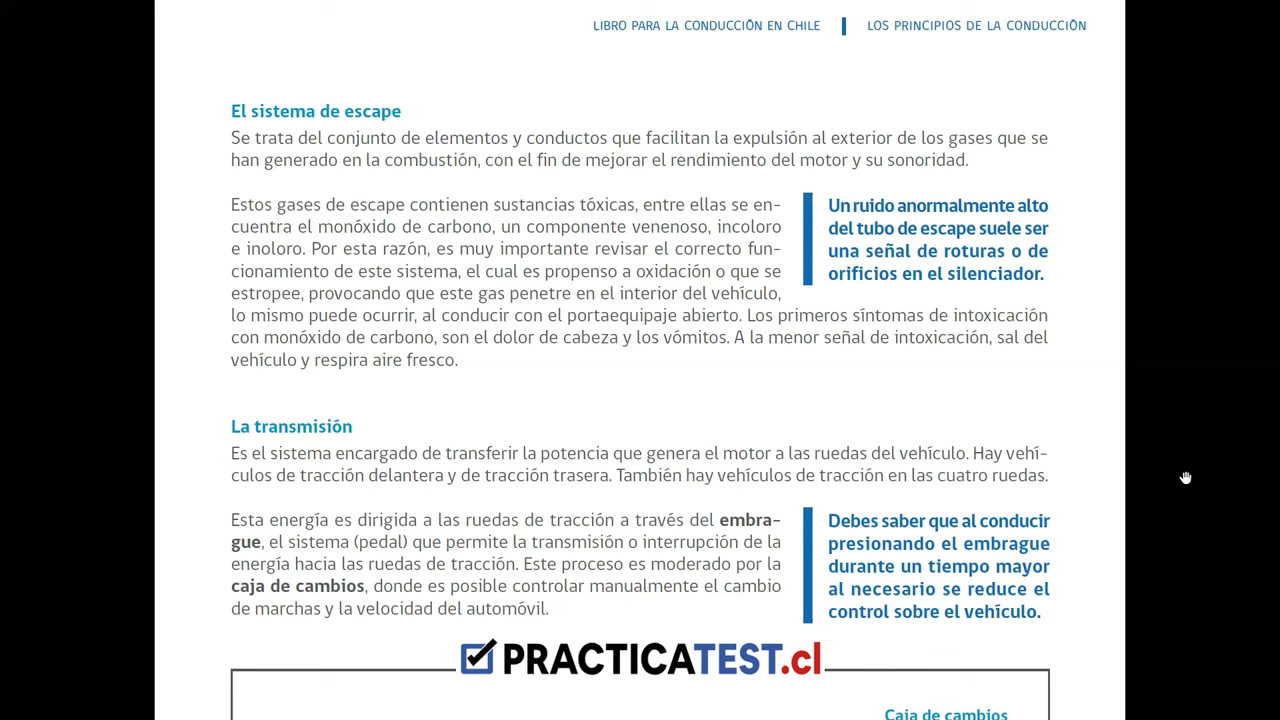 LIBRO PARA LA CONDUCCIÓN EN CHILE | LOS PRINCIPIOS DE LA CONDUCCIÓN
El sistema de escape
Se trata del conjunto de elementos y conductos que facilitan la expulsión al exterior de los gases que se
han generado en la combustión, con el fin de mejorar el rendimiento del motor y su sonoridad.
Estos gases de escape contienen sustancias tóxicas, entre ellas se en-
cuentra el monóxido de carbono, un componente venenoso, incoloro
e inoloro. Por esta razón, es muy importante revisar el correcto fun-
cionamiento de este sistema, el cual es propenso a oxidación o que se
estropee, provocando que este gas penetre en el interior del vehículo,
lo mismo puede ocurrir, al conducir con el portaequipaje abierto. Los primeros síntomas de intoxicación
con monóxido de carbono, son el dolor de cabeza y los vómitos. A la menor señal de intoxicación, sal del
vehículo y respira aire fresco.
Un ruido anormalmente alto
del tubo de escape suele ser
una señal de roturas o de
orificios en el silenciador.
La transmisión
Es el sistema encargado de transferir la potencia que genera el motor a las ruedas del vehículo. Hay vehí-
culos de tracción delantera y de tracción trasera. También hay vehículos de tracción en las cuatro ruedas.
Esta energía es dirigida a las ruedas de tracción a través del embra-
gue, el sistema (pedal) que permite la transmisión o interrupción de la
energía hacia las ruedas de tracción. Este proceso es moderado por la
caja de cambios, donde es posible controlar manualmente el cambio
de marchas y la velocidad del automóvil.
Debes saber que al conducir
presionando el embrague
durante un tiempo mayor
al necesario se reduce el
control sobre el vehículo.
PRACTICATEST.cl
Caja de cambios